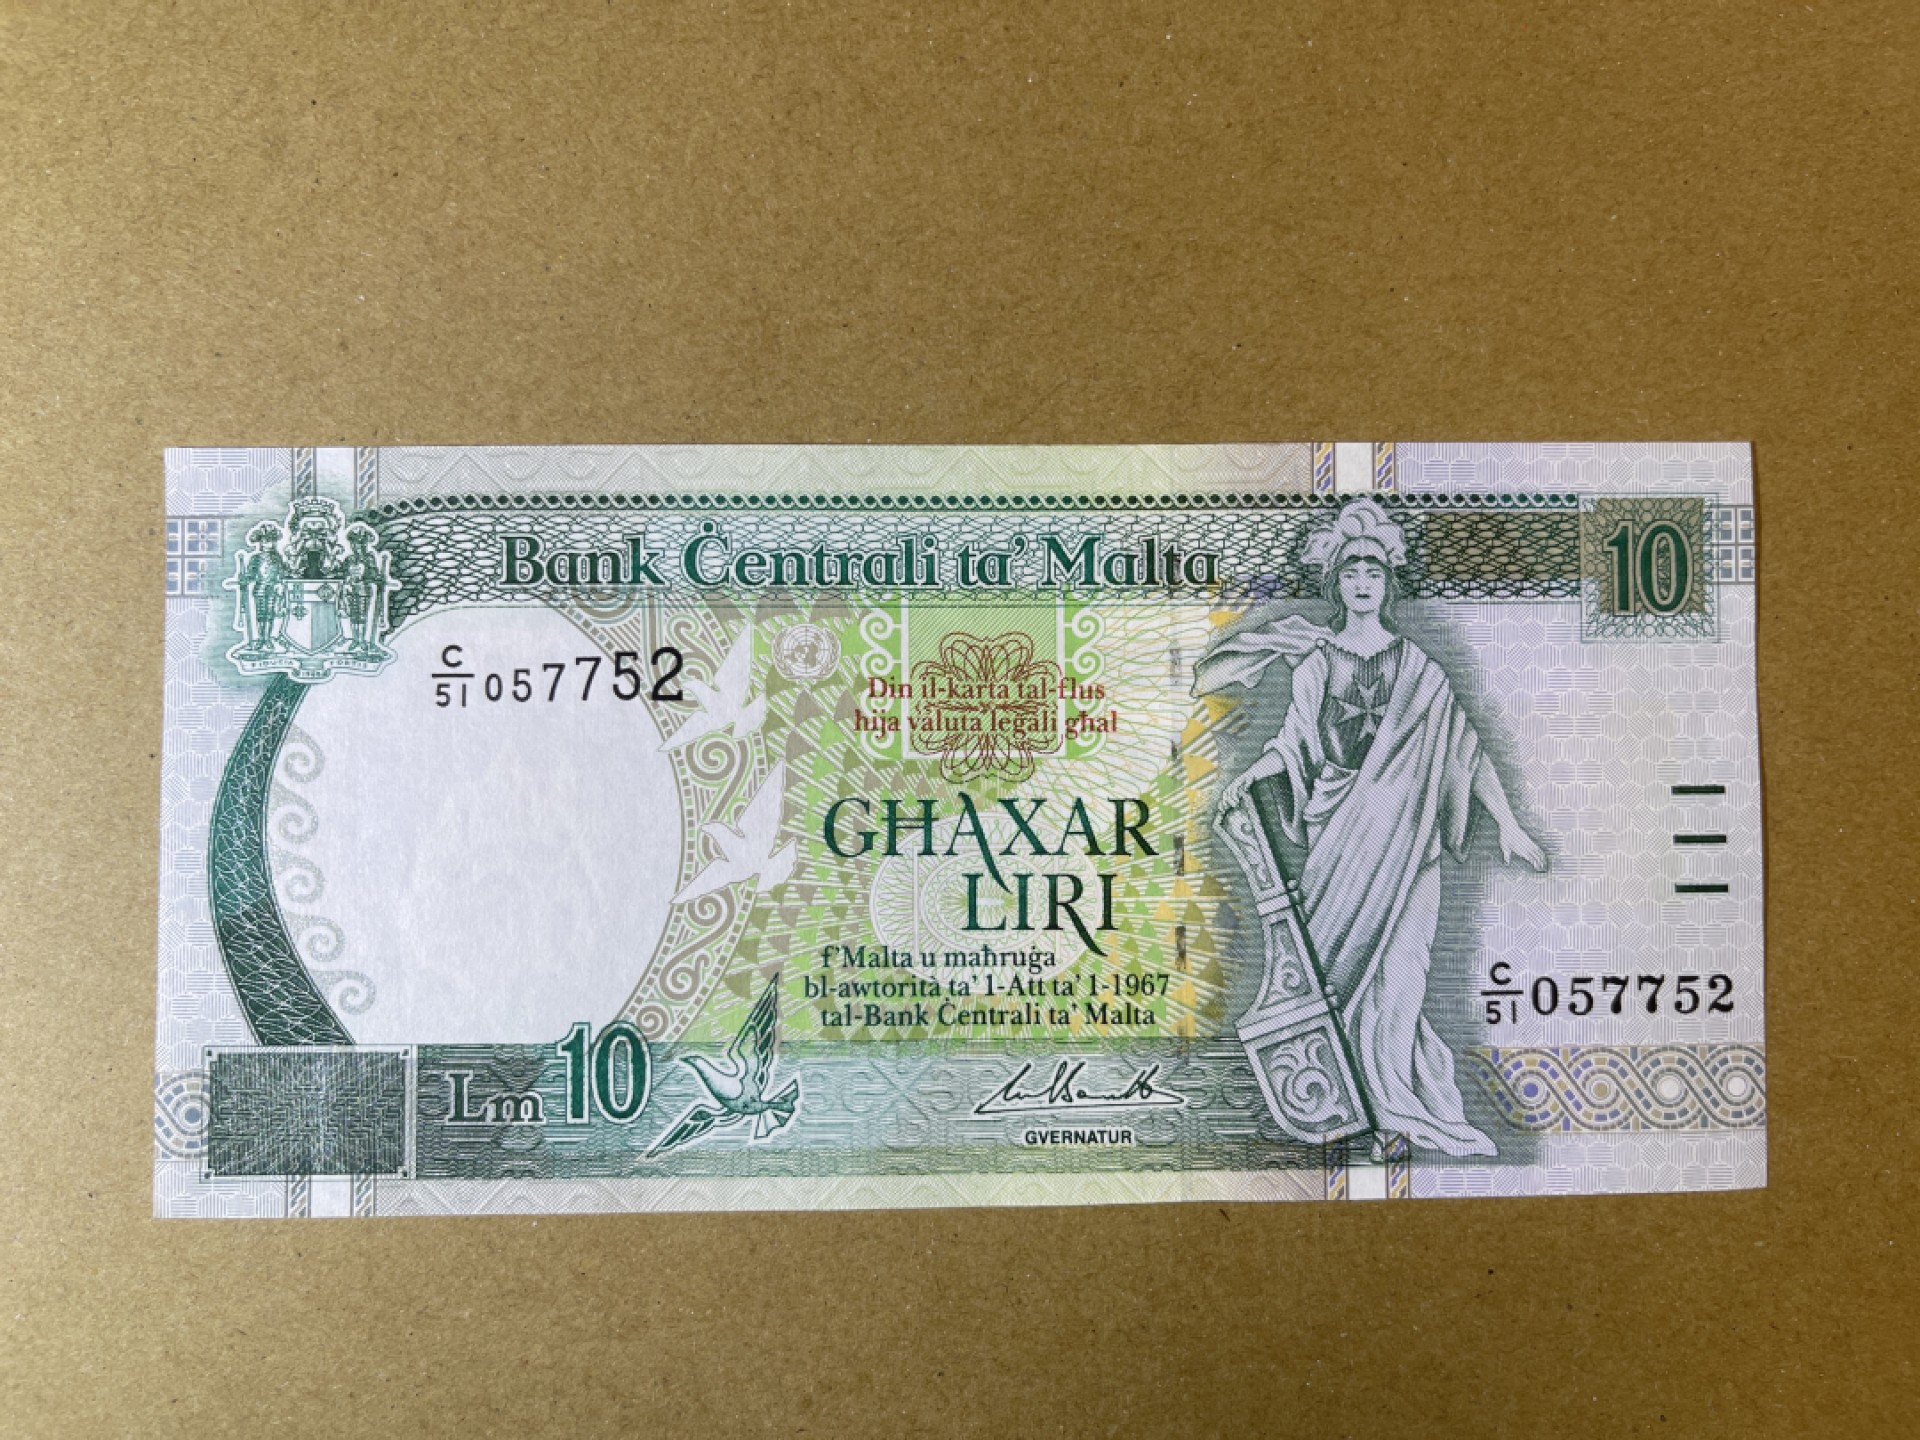 Bank Ċentrali ta' Malta
10
C/51 057752
Din il-karta tal-flus
hija valuta legali għal
GĦAXAR
LIRI
f'Malta u maħruġa
bl-awtorità ta' l-Att ta' l-1967
tal-Bank Ċentrali ta' Malta
C/51 057752
Lm 10
GVERNATUR